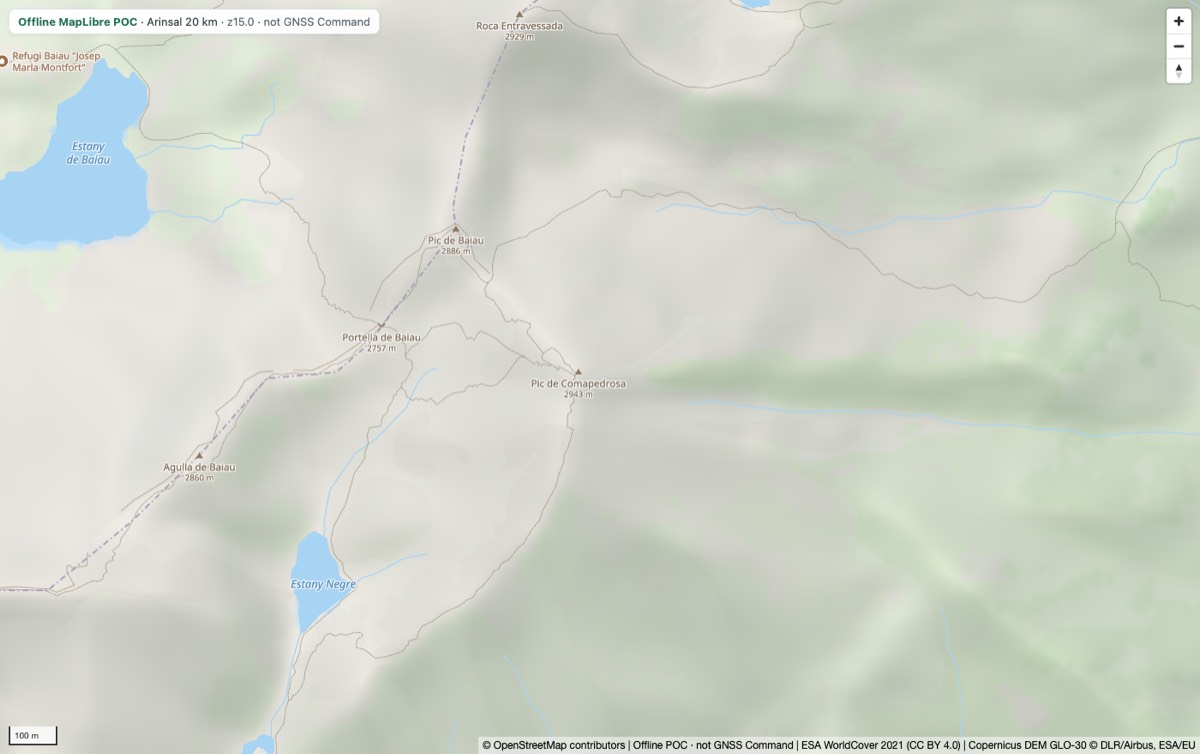 Offline MapLibre POC · Arinsal 20 km · z15.0 · not GNSS Command
Roca Entravessada
2929 m
Refugi Baiau "Josep
Maria Montfort"
Estany
de Baiau
Pic de Baiau
2886 m
Portella de Baiau
2757 m
Pic de Comapedrosa
2943 m
Agulla de Baiau
2860 m
Estany Negre
100 m
© OpenStreetMap contributors | Offline POC · not GNSS Command | ESA WorldCover 2021 (CC BY 4.0) | Copernicus DEM GLO-30 © DLR/Airbus, ESA/EU